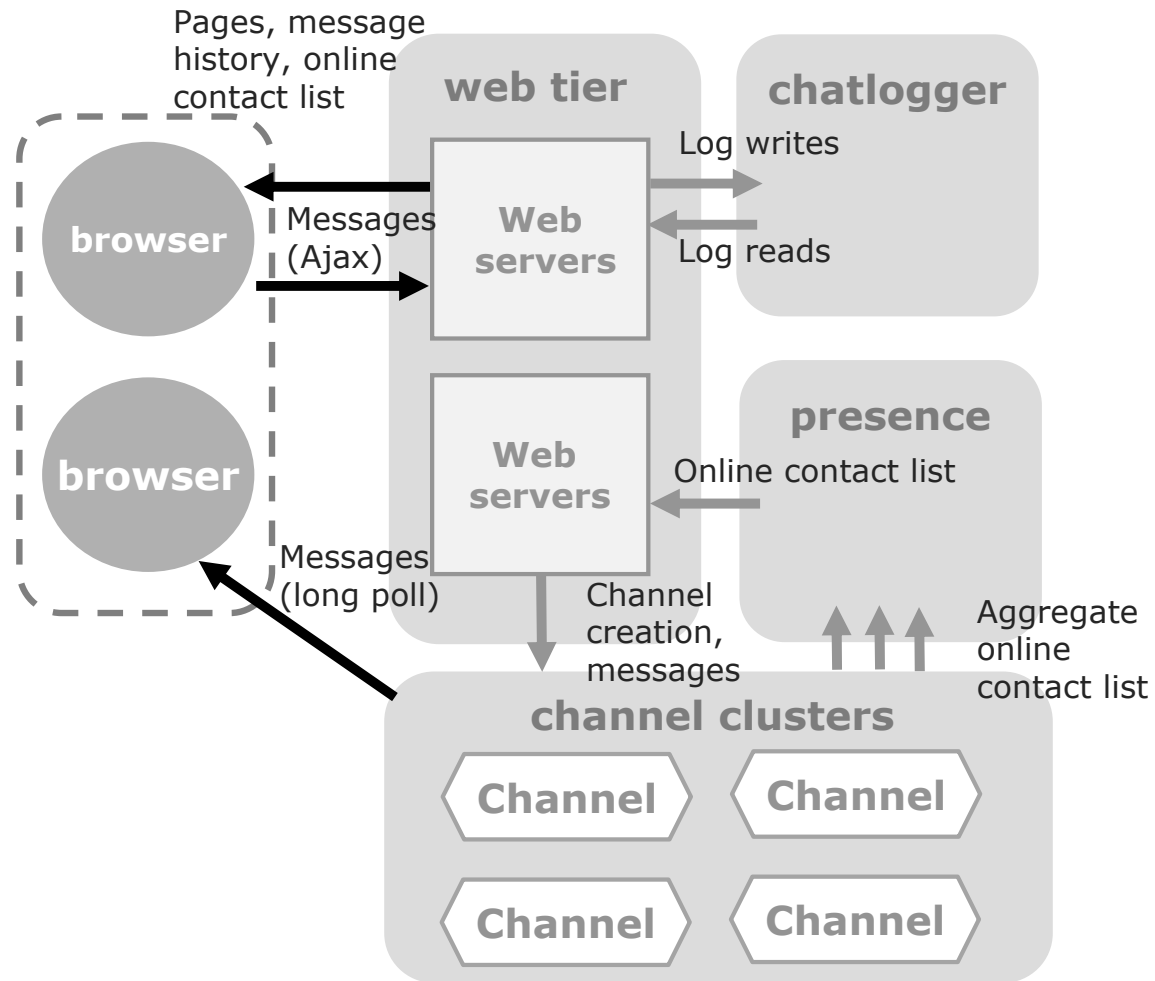 Pages, message
history, online
contact list
web tier
chatlogger
Log writes
browser
Messages
(Ajax)
Web
servers
Log reads
presence
browser
Web
servers
Online contact list
Messages
(long poll)
Channel
creation,
messages
Aggregate
online
contact list
channel clusters
Channel
Channel
Channel
Channel